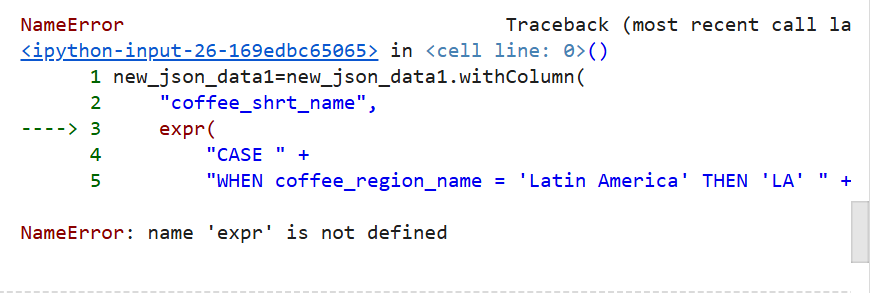 NameError Traceback (most recent call la
<ipython-input-26-169edbc65065> in <cell line: 0>()
1 new_json_data1=new_json_data1.withColumn(
2 "coffee_shrt_name",
----> 3 expr(
4 "CASE " +
5 "WHEN coffee_region_name = 'Latin America' THEN 'LA' " +
NameError: name 'expr' is not defined